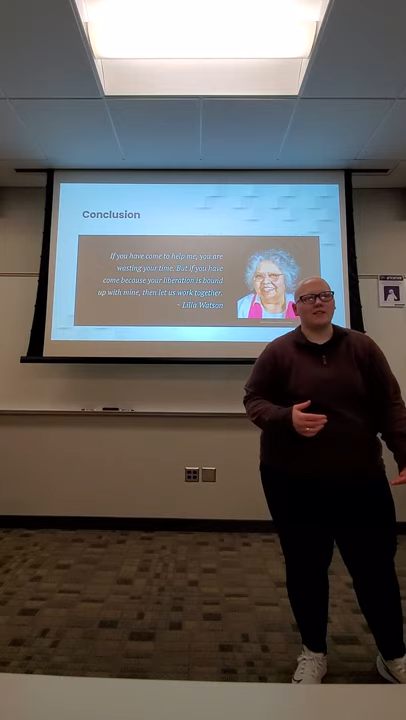 Conclusion
If you have come to help me, you are
wasting your time. But if you have
come because your liberation is bound
up with mine, then let us work together.
~ Lilla Watson